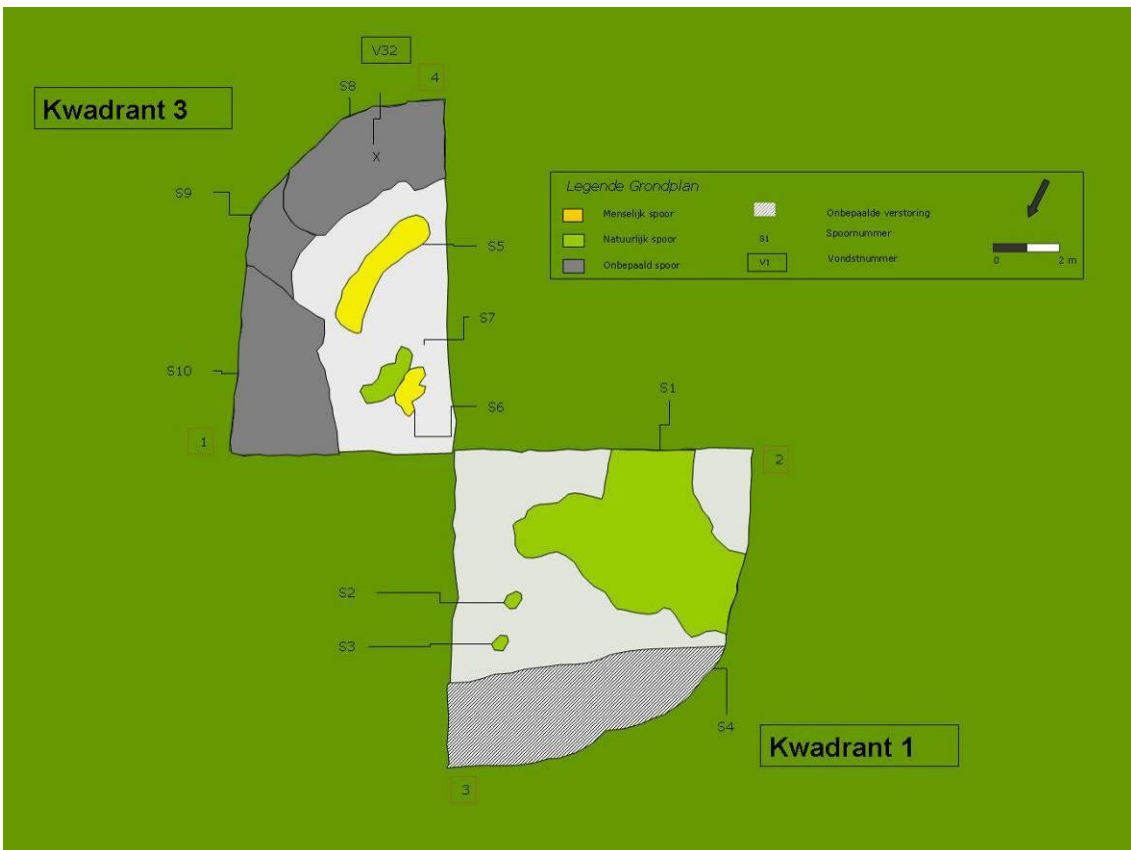 V32
4
S8
Kwadrant 3
S9
Legende Grondplan
Menselijk spoor
Onbepaalde verstoring
Natuurlijk spoor
S1
Spoornummer
Onbepaald spoor
V1
Vondstnummer
0 2 m
S5
S7
S10
S6
S1
1
2
S2
S3
S4
Kwadrant 1
3
X